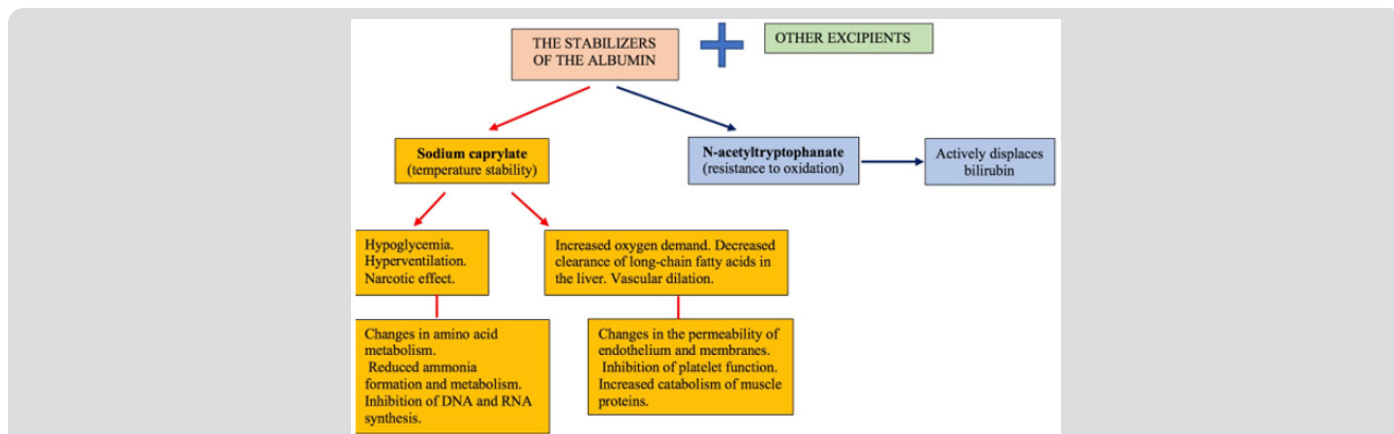 THE STABILIZERS
OF THE ALBUMIN
OTHER EXCIPIENTS
Sodium caprylate
(temperature stability)
N-acetyltryptophanate
(resistance to oxidation)
Actively displaces
bilirubin
Hypoglycemia.
Hyperventilation.
Narcotic effect.
Increased oxygen demand. Decreased
clearance of long-chain fatty acids in
the liver. Vascular dilation.
Changes in amino acid
metabolism.
Reduced ammonia
formation and metabolism.
Inhibition of DNA and RNA
synthesis.
Changes in the permeability of
endothelium and membranes.
Inhibition of platelet function.
Increased catabolism of muscle
proteins.